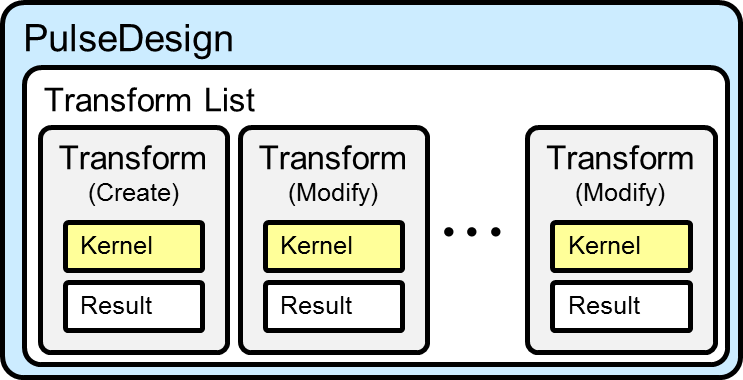 PulseDesign
Transform List
Transform
(Create)
Kernel
Result
Transform
(Modify)
Kernel
Result
Transform
(Modify)
Kernel
Result